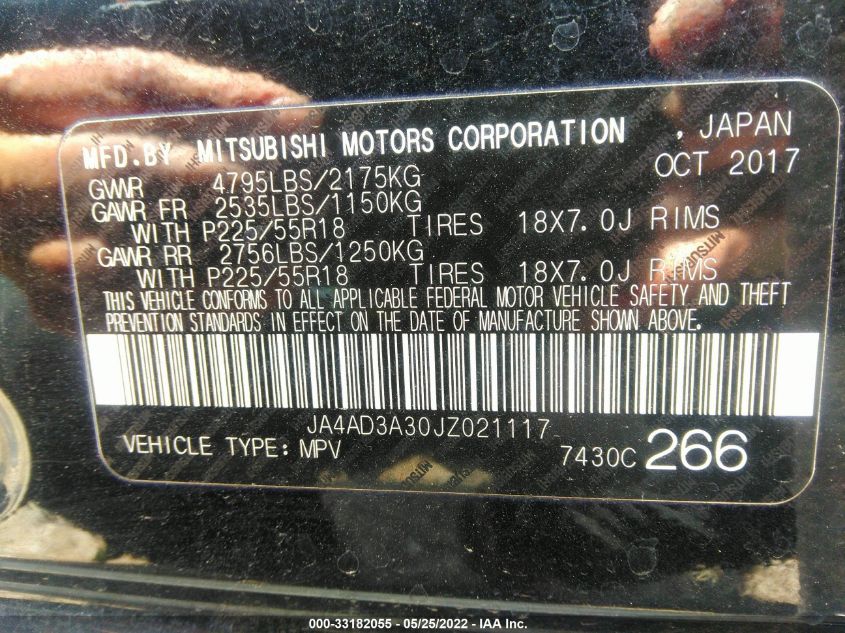 MFD.BY MITSUBISHI MOTORS CORPORATION , JAPAN
OCT 2017
GVWR 4795LBS/2175KG
GAWR FR 2535LBS/1150KG
WITH P225/55R18 TIRES 18X7.0J RIMS
GAWR RR 2756LBS/1250KG
WITH P225/55R18 TIRES 18X7.0J RIMS
THIS VEHICLE CONFORMS TO ALL APPLICABLE FEDERAL MOTOR VEHICLE SAFETY AND THEFT
PREVENTION STANDARDS IN EFFECT ON THE DATE OF MANUFACTURE SHOWN ABOVE.
JA4AD3A30JZ021117
VEHICLE TYPE: MPV 7430C 266
000-33182055 - 05/25/2022 - IAA Inc.